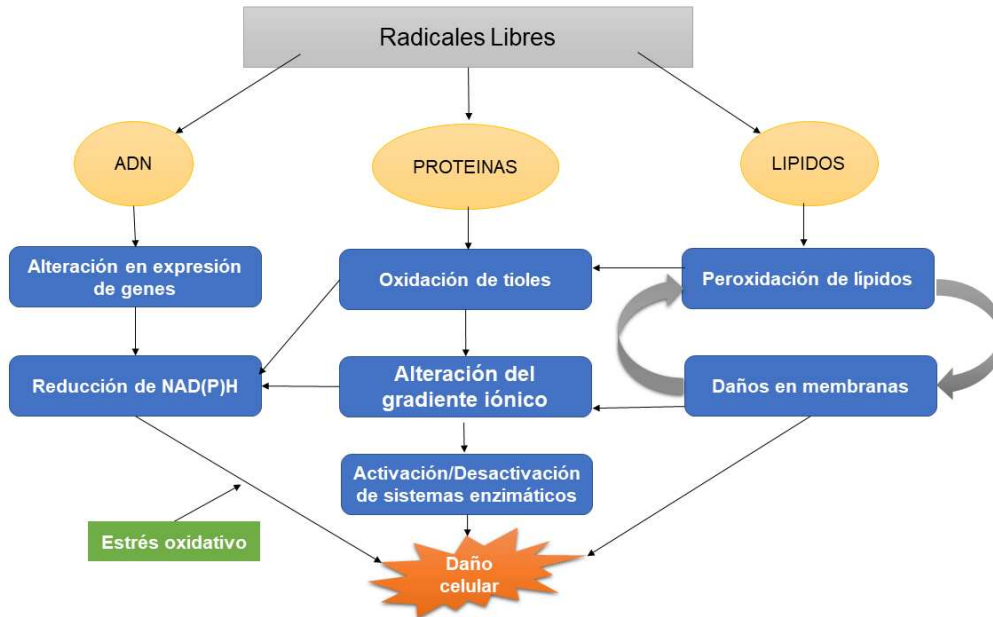 Radicales Libres
ADN
PROTEINAS
LIPIDOS
Alteración en expresión
de genes
Oxidación de tioles
Peroxidación de lípidos
Reducción de NAD(P)H
Alteración del
gradiente iónico
Daños en membranas
Activación/Desactivación
de sistemas enzimáticos
Estrés oxidativo
Daño
celular